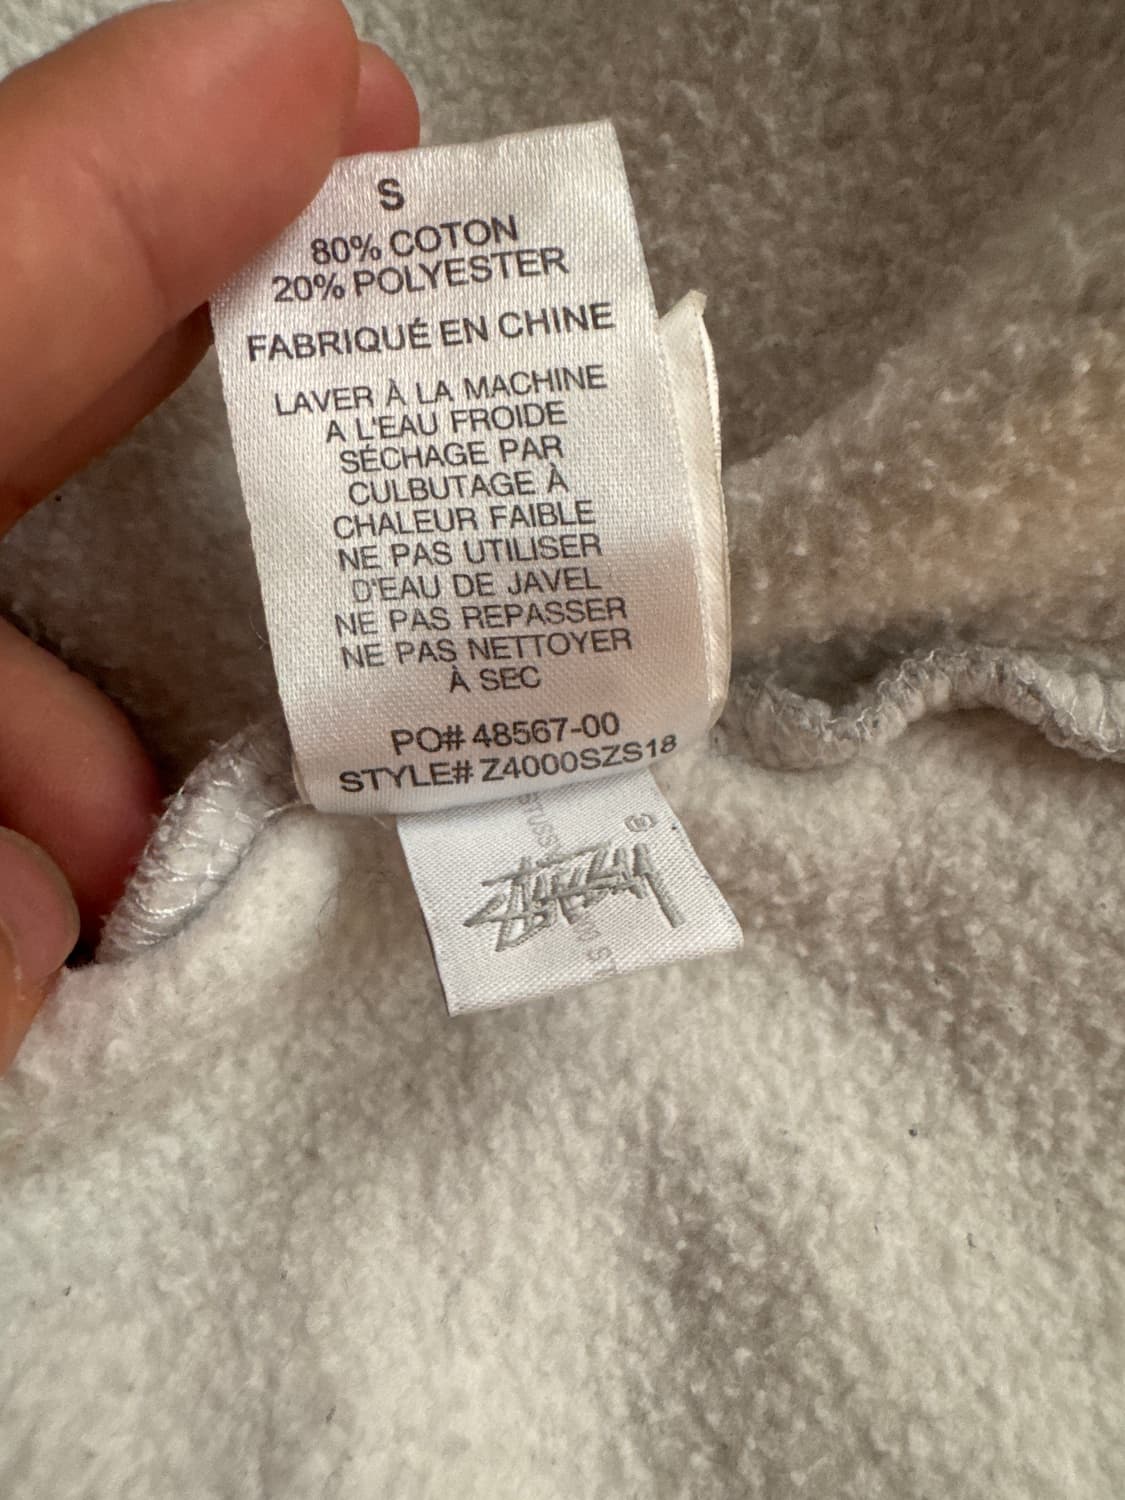 S
80% COTON
20% POLYESTER
FABRIQUÉ EN CHINE
LAVER À LA MACHINE
A L'EAU FROIDE
SÉCHAGE PAR
CULBUTAGE À
CHALEUR FAIBLE
NE PAS UTILISER
D'EAU DE JAVEL
NE PAS REPASSER
NE PAS NETTOYER
À SEC
PO# 48567-00
STYLE# Z4000SZS18
Stüssy ®